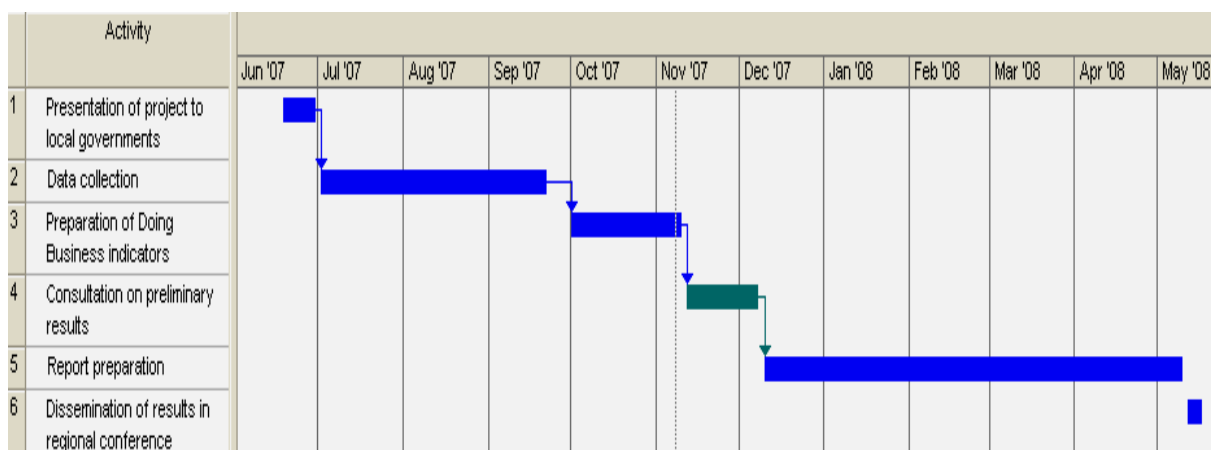 Activity
Jun '07 Jul '07 Aug '07 Sep '07 Oct '07 Nov '07 Dec '07 Jan '08 Feb '08 Mar '08 Apr '08 May '08
1 Presentation of project to
local governments
2 Data collection
3 Preparation of Doing
Business indicators
4 Consultation on preliminary
results
5 Report preparation
6 Dissemination of results in
regional conference